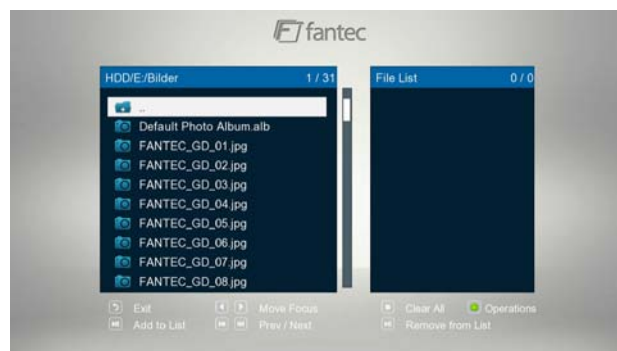 fantec
HDD/E:/Bilder 1 / 31
..
Default Photo Album.alb
FANTEC_GD_01.jpg
FANTEC_GD_02.jpg
FANTEC_GD_03.jpg
FANTEC_GD_04.jpg
FANTEC_GD_05.jpg
FANTEC_GD_06.jpg
FANTEC_GD_07.jpg
FANTEC_GD_08.jpg
File List 0 / 0
Exit Move Focus
Add to List Prev / Next
Clear All Operations
Remove from List